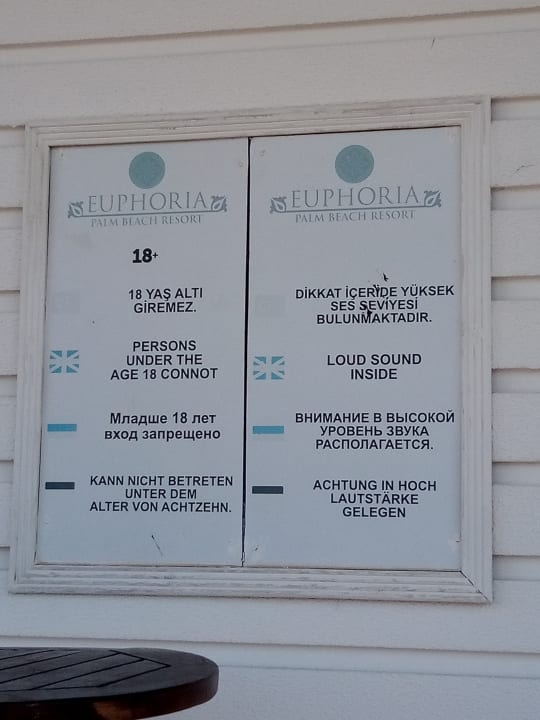 EUPHORIA
PALM BEACH RESORT
18+
18 YAŞ ALTI
GİREMEZ.
PERSONS
UNDER THE
AGE 18 CONNOT
Младше 18 лет
вход запрещено
KANN NICHT BETRETEN
UNTER DEM
ALTER VON ACHTZEHN.
EUPHORIA
PALM BEACH RESORT
DİKKAT İÇERİDE YÜKSEK
SES SEVİYESİ
BULUNMAKTADIR.
LOUD SOUND
INSIDE
ВНИМАНИЕ В ВЫСОКОЙ
УРОВЕНЬ ЗВУКА
РАСПОЛАГАЕТСЯ.
ACHTUNG IN HOCH
LAUTSTÄRKE
GELEGEN